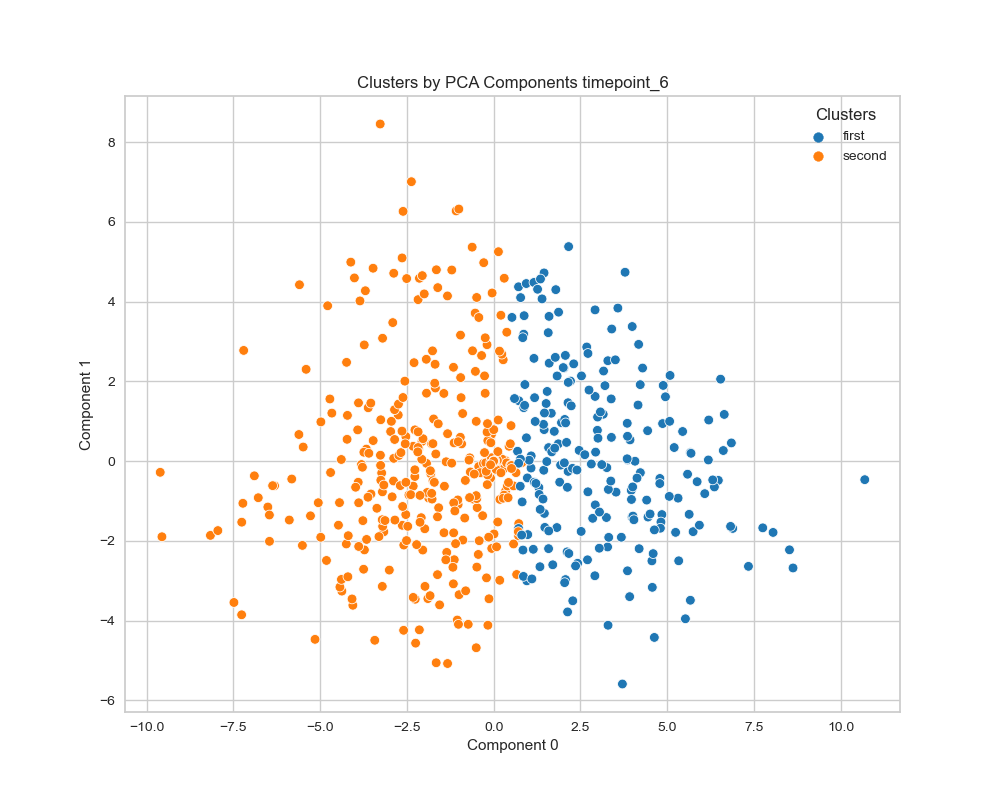 Clusters by PCA Components timepoint_6
Clusters
first
second
Component 1
8
6
4
2
0
−2
−4
−6
−10.0 −7.5 −5.0 −2.5 0.0 2.5 5.0 7.5 10.0
Component 0